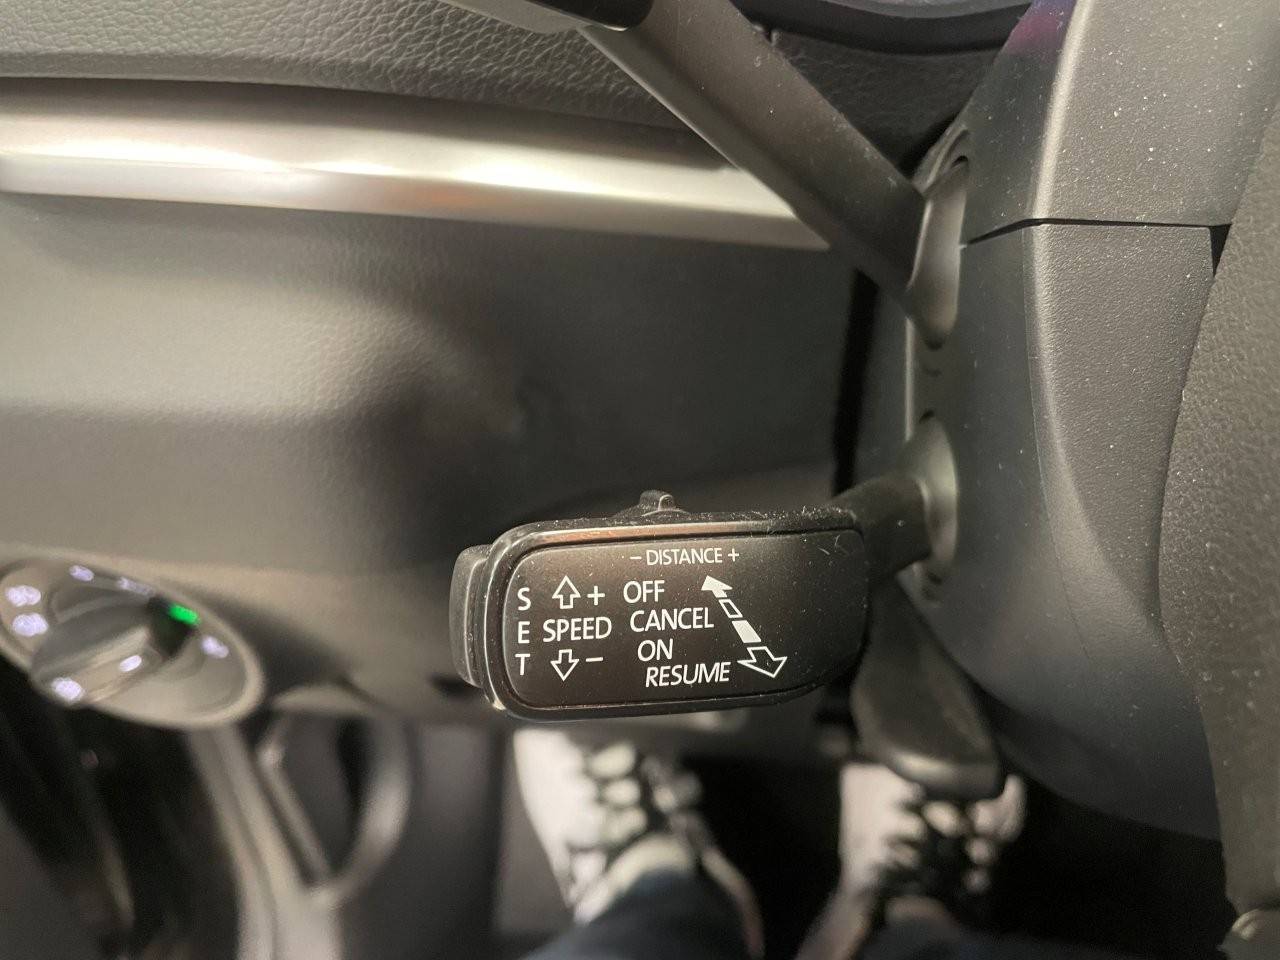 − DISTANCE +
S + OFF
E SPEED CANCEL
T − ON
RESUME